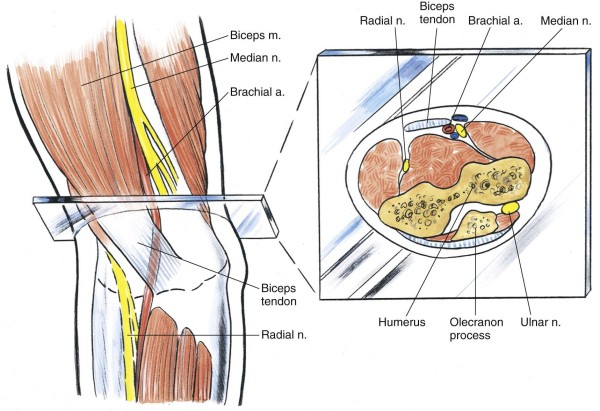 Biceps m.
Median n.
Brachial a.
Biceps
tendon
Radial n.
Radial n.
Biceps
tendon
Brachial a.
Median n.
Humerus
Olecranon
process
Ulnar n.